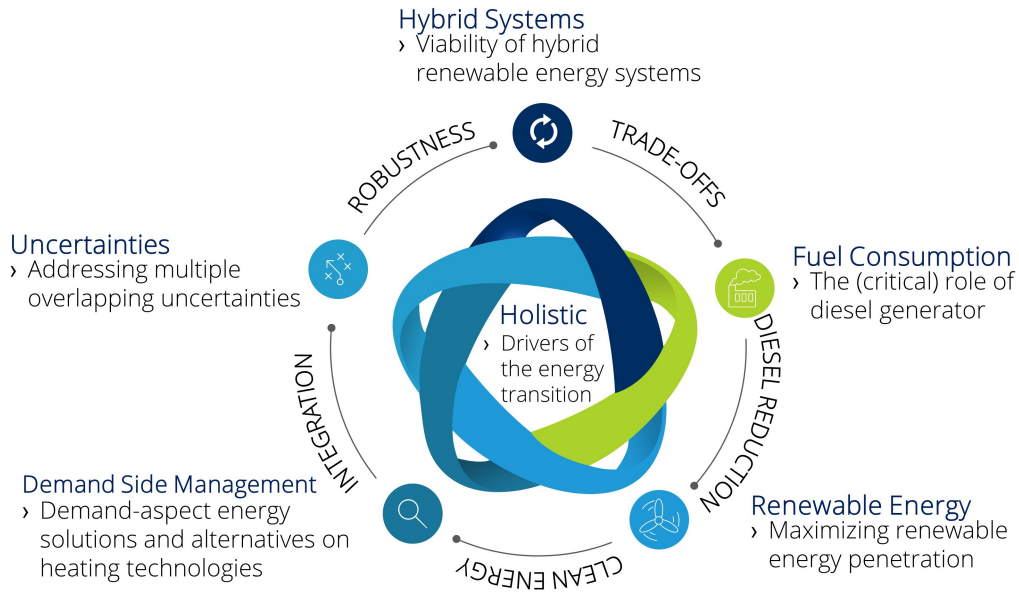 Hybrid Systems
› Viability of hybrid
renewable energy systems
ROBUSTNESS
TRADE-OFFS
Uncertainties
› Addressing multiple
overlapping uncertainties
Fuel Consumption
› The (critical) role of
diesel generator
Holistic
› Drivers of
the energy
transition
DIESEL REDUCTION
INTEGRATION
Demand Side Management
› Demand-aspect energy
solutions and alternatives on
heating technologies
Renewable Energy
› Maximizing renewable
energy penetration
CLEAN ENERGY